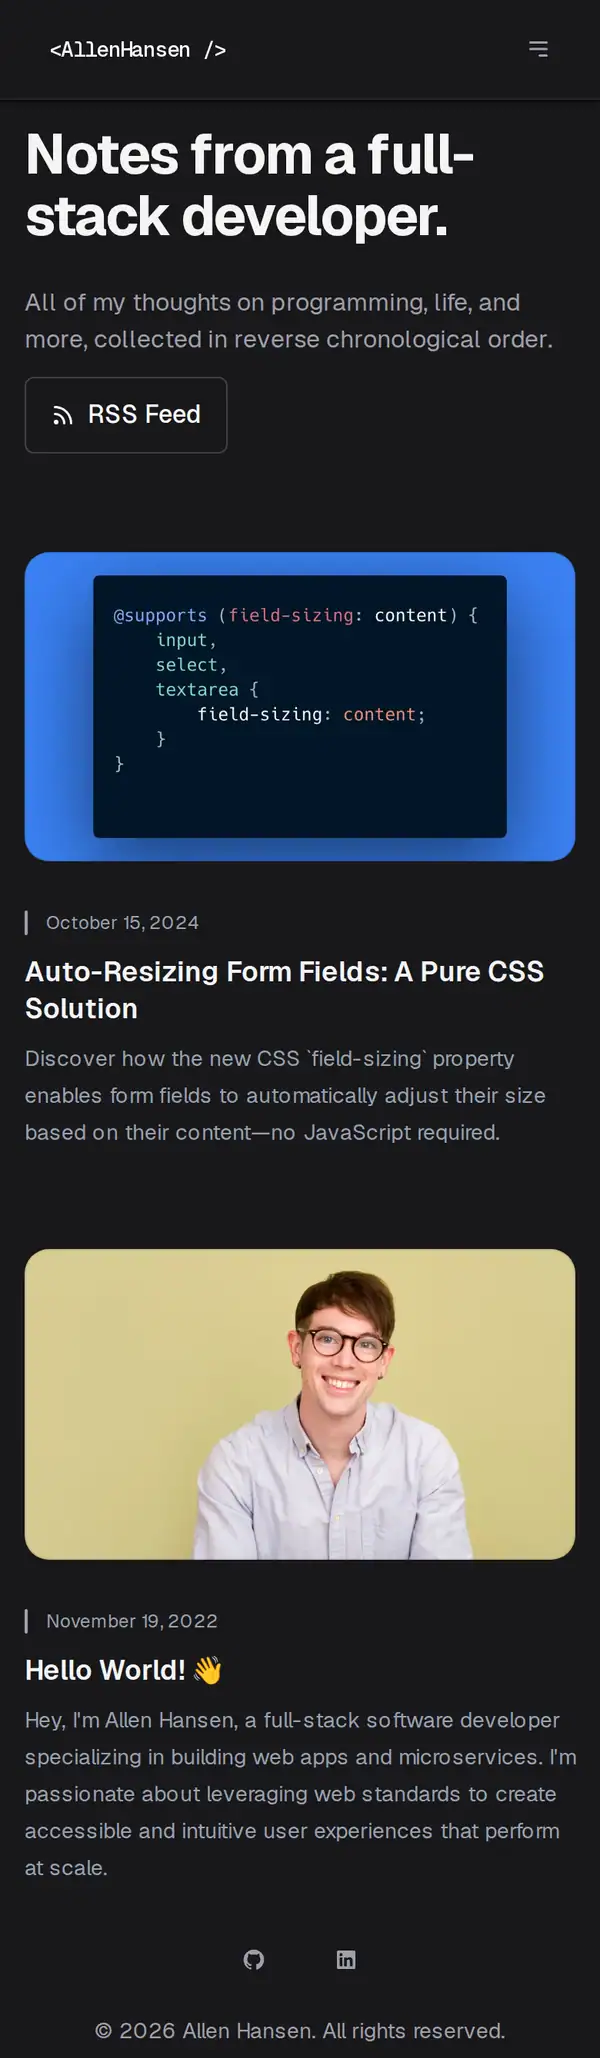 <AllenHansen />
Notes from a full-
stack developer.
All of my thoughts on programming, life, and
more, collected in reverse chronological order.
RSS Feed
@supports (field-sizing: content) {
    input,
    select,
    textarea {
        field-sizing: content;
    }
}
October 15, 2024
Auto-Resizing Form Fields: A Pure CSS
Solution
Discover how the new CSS `field-sizing` property
enables form fields to automatically adjust their size
based on their content—no JavaScript required.
November 19, 2022
Hello World! 👋
Hey, I'm Allen Hansen, a full-stack software developer
specializing in building web apps and microservices. I'm
passionate about leveraging web standards to create
accessible and intuitive user experiences that perform
at scale.
© 2026 Allen Hansen. All rights reserved.